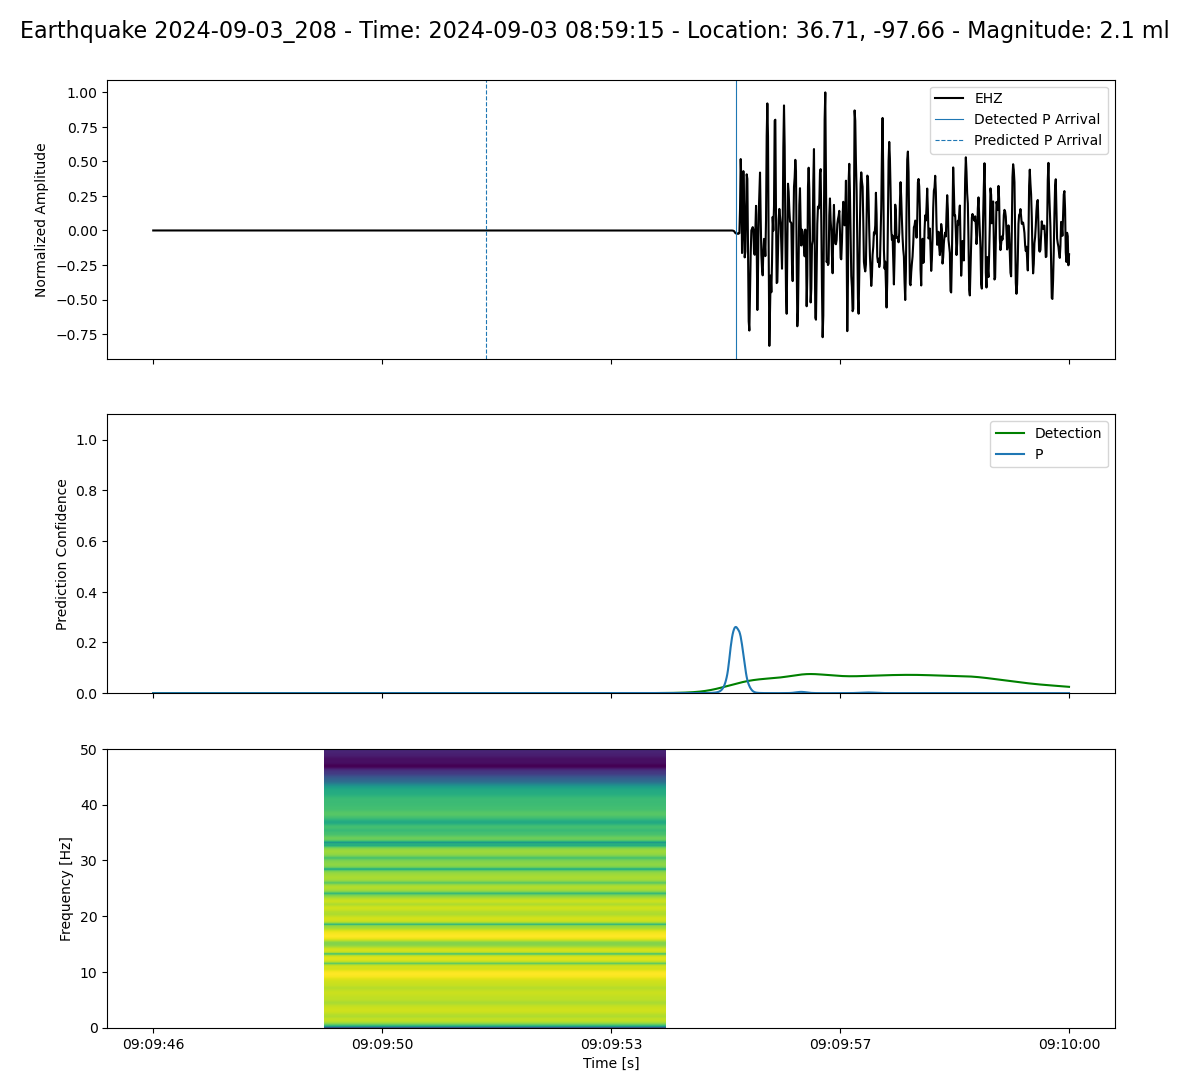 Earthquake 2024-09-03_208 - Time: 2024-09-03 08:59:15 - Location: 36.71, -97.66 - Magnitude: 2.1 ml
Normalized Amplitude
1.00
0.75
0.50
0.25
0.00
−0.25
−0.50
−0.75
EHZ
Detected P Arrival
Predicted P Arrival
Prediction Confidence
1.0
0.8
0.6
0.4
0.2
0.0
Detection
P
Frequency [Hz]
50
40
30
20
10
0
09:09:46 09:09:50 09:09:53 09:09:57 09:10:00
Time [s]